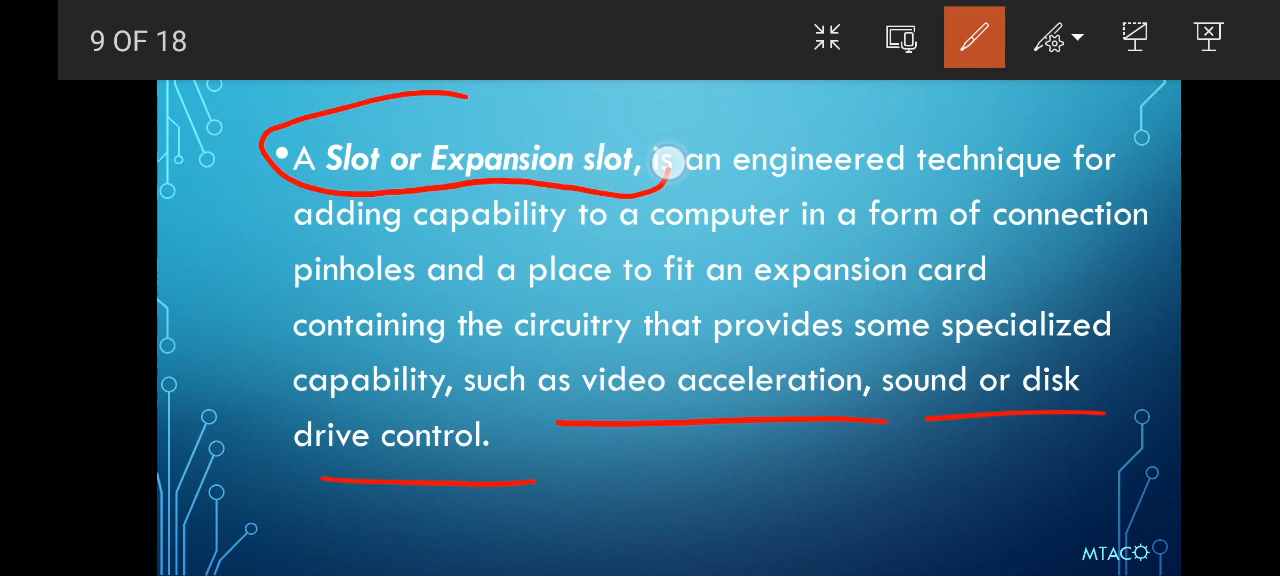 9 OF 18
•A Slot or Expansion slot, is an engineered technique for
adding capability to a computer in a form of connection
pinholes and a place to fit an expansion card
containing the circuitry that provides some specialized
capability, such as video acceleration, sound or disk
drive control.
MTAC